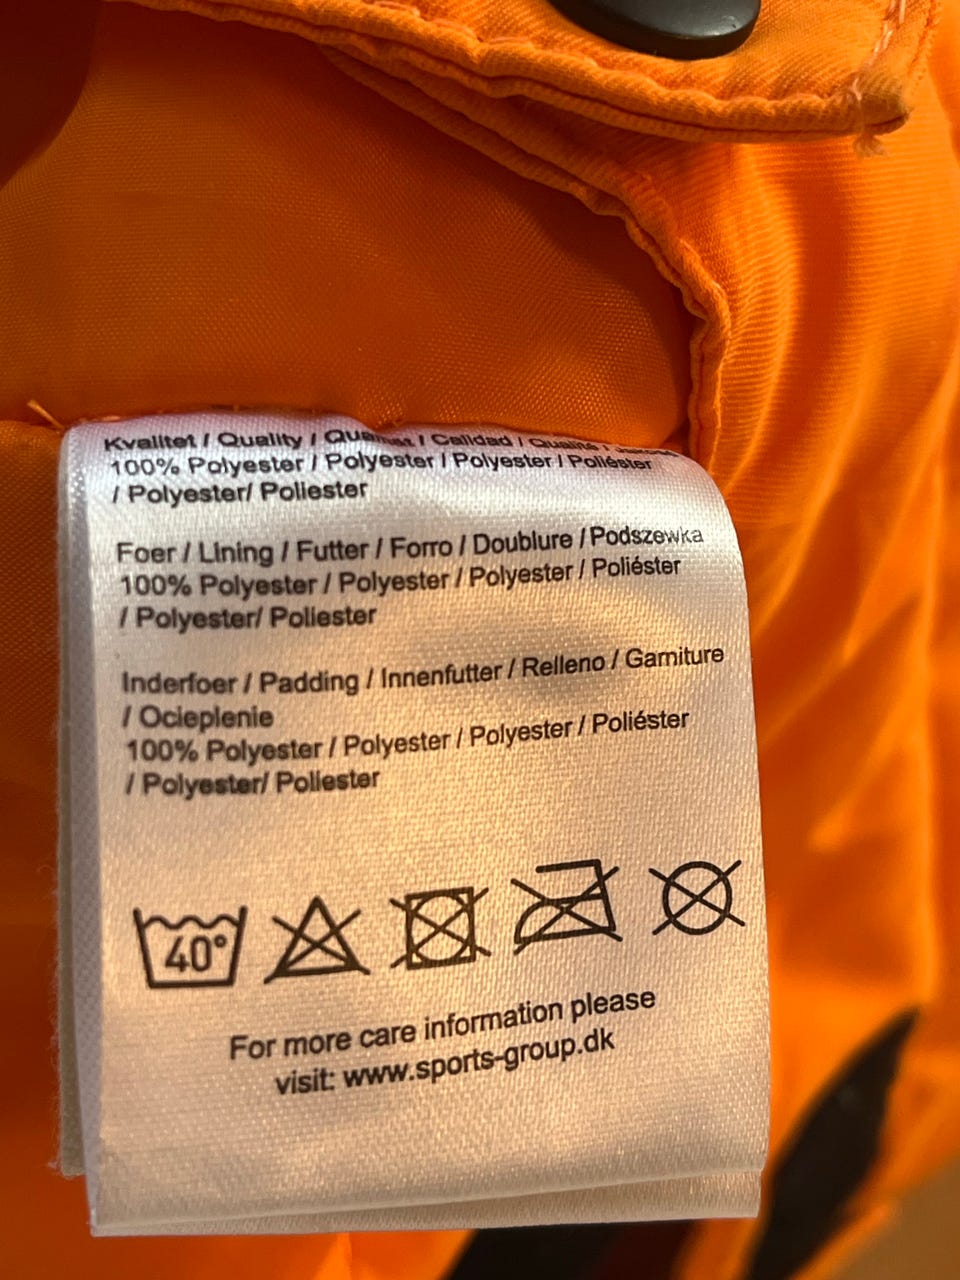 Kvalitet / Quality / Qualität / Calidad / Qualité /
100% Polyester / Polyester / Polyester / Poliéster
/ Polyester/ Poliester
Foer / Lining / Futter / Forro / Doublure / Podszewka
100% Polyester / Polyester / Polyester / Poliéster
/ Polyester/ Poliester
Inderfoer / Padding / Innenfutter / Relleno / Garniture
/ Ocieplenie
100% Polyester / Polyester / Polyester / Poliéster
/ Polyester/ Poliester
40°
For more care information please
visit: www.sports-group.dk